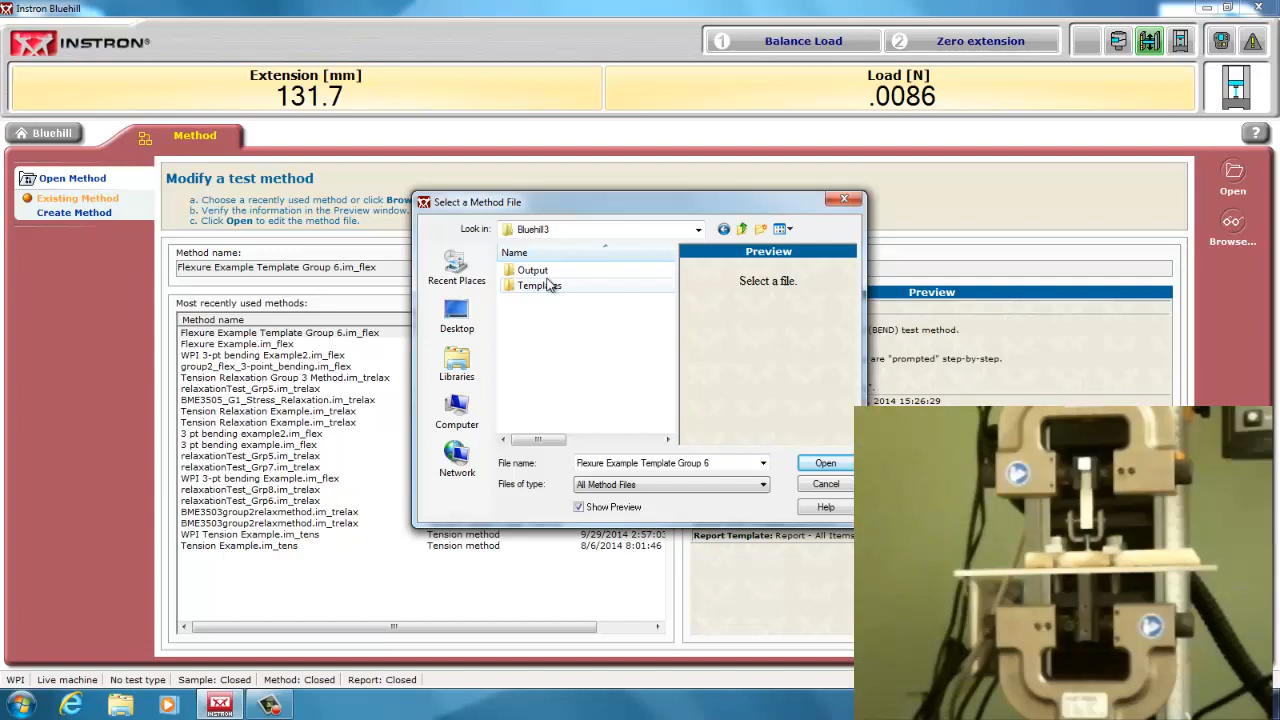 Instron Bluehill
INSTRON®
1 Balance Load
2 Zero extension
Extension [mm]
131.7
Load [N]
.0086
Bluehill
Method
?
Open Method
Existing Method
Create Method
Modify a test method
a. Choose a recently used method or click Brow
b. Verify the information in the Preview window.
c. Click Open to edit the method file.
Open
Browse...
Method name:
Flexure Example Template Group 6.im_flex
Most recently used methods:
Method name
Flexure Example Template Group 6.im_flex
Flexure Example.im_flex
WPI 3-pt bending Example2.im_flex
group2_flex_3-point_bending.im_flex
Tension Relaxation Group 3 Method.im_trelax
relaxationTest_Grp5.im_trelax
BME3505_G1_Stress_Relaxation.im_trelax
Tension Relaxation Example.im_trelax
Tension Relaxation Example.im_trelax
3 pt bending example2.im_flex
3 pt bending example.im_flex
relaxationTest_Grp5.im_trelax
relaxationTest_Grp7.im_trelax
WPI 3-pt bending Example.im_flex
relaxationTest_Grp8.im_trelax
relaxationTest_Grp6.im_trelax
BME3503group2relaxmethod.im_trelax
BME3503group2relaxmethod.im_trelax
WPI Tension Example.im_tens Tension method 9/29/2014 2:57:03
Tension Example.im_tens Tension method 8/6/2014 8:01:46
Select a Method File
Look in: Bluehill3
Name
Output
Templates
Recent Places
Desktop
Libraries
Computer
Network
Preview
Select a file.
File name: Flexure Example Template Group 6
Files of type: All Method Files
Show Preview
Open
Cancel
Help
Preview
(BEND) test method.
are "prompted" step-by-step.
2014 15:26:29
Report Template: Report - All Items
WPI Live machine No test type Sample: Closed Method: Closed Report: Closed
INSTRON